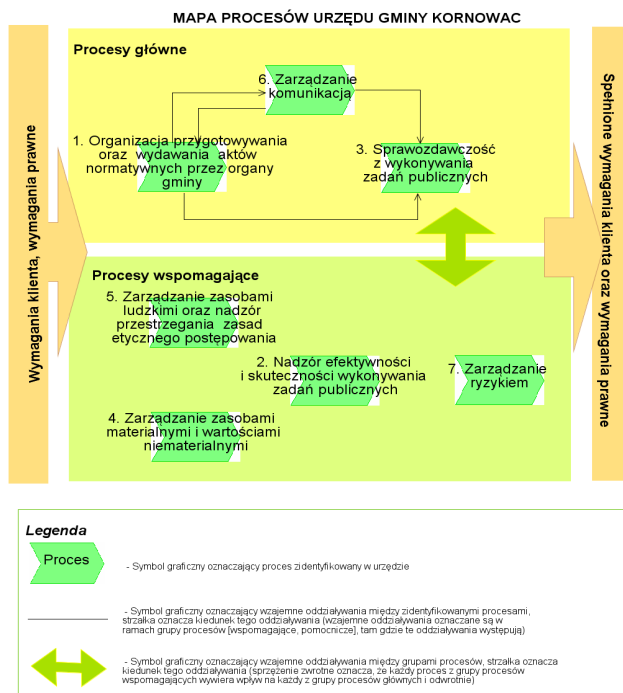 MAPA PROCESÓW URZĘDU GMINY KORNOWAC
Wymagania klienta, wymagania prawne
Procesy główne
6. Zarządzanie
komunikacją
1. Organizacja przygotowywania
oraz wydawania aktów
normatywnych przez organy
gminy
3. Sprawozdawczość
z wykonywania
zadań publicznych
Procesy wspomagające
5. Zarządzanie zasobami
ludzkimi oraz nadzór
przestrzegania zasad
etycznego postępowania
2. Nadzór efektywności
i skuteczności wykonywania
zadań publicznych
7. Zarządzanie
ryzykiem
4. Zarządzanie zasobami
materialnymi i wartościami
niematerialnymi
Spełnione wymagania klienta oraz wymagania prawne
Legenda
Proces
- Symbol graficzny oznaczający proces zidentyfikowany w urzędzie
- Symbol graficzny oznaczający wzajemne oddziaływania między zidentyfikowanymi procesami,
strzałka oznacza kiedunek tego oddziaływania (wzajemne oddziaływania oznaczane są w
ramach grupy procesów [wspomagające, pomocnicze], tam gdzie te oddziaływania występują)
- Symbol graficzny oznaczający wzajemne oddziaływania między grupami procesów, strzałka oznacza
kiedunek tego oddziaływania (sprzężenie zwrotne oznacza, że każdy proces z grupy procesów
wspomagających wywiera wpływ na każdy z grupy procesów głównych i odwrotnie)